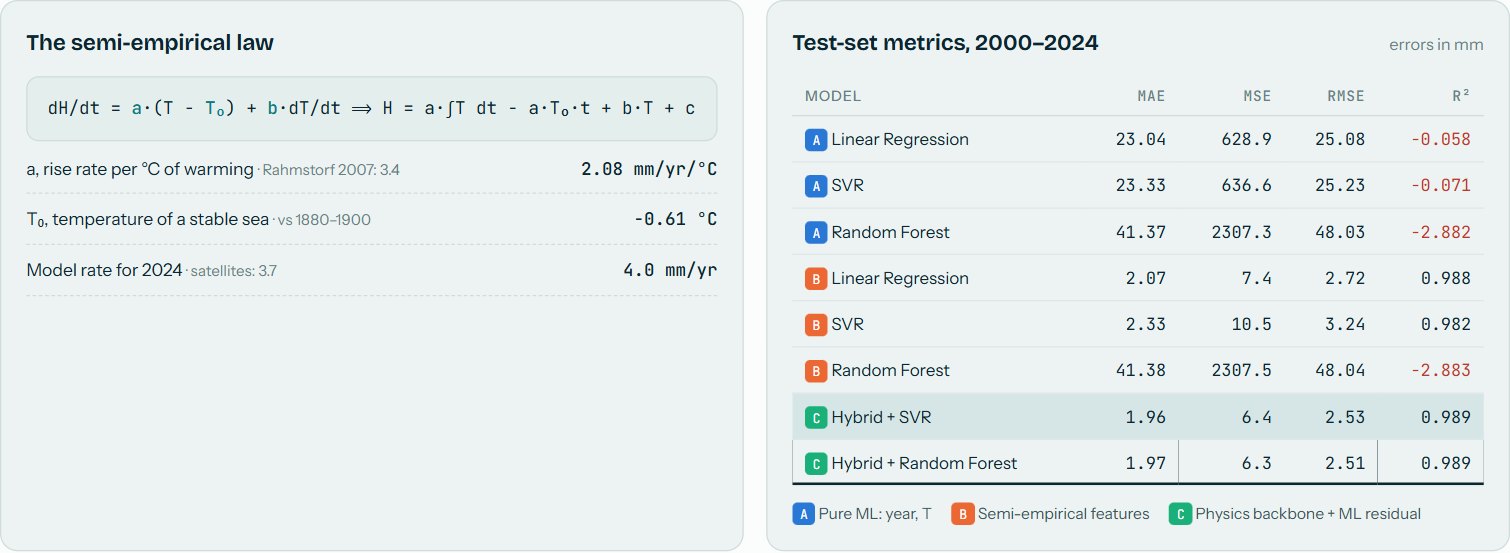 The semi-empirical law
dH/dt = a·(T - T₀) + b·dT/dt ⟹ H = a·∫T dt - a·T₀·t + b·T + c
a, rise rate per °C of warming · Rahmstorf 2007: 3.4 2.08 mm/yr/°C
T₀, temperature of a stable sea · vs 1880–1900 -0.61 °C
Model rate for 2024 · satellites: 3.7 4.0 mm/yr
Test-set metrics, 2000–2024 errors in mm
MODEL MAE MSE RMSE R²
A Linear Regression 23.04 628.9 25.08 -0.058
A SVR 23.33 636.6 25.23 -0.071
A Random Forest 41.37 2307.3 48.03 -2.882
B Linear Regression 2.07 7.4 2.72 0.988
B SVR 2.33 10.5 3.24 0.982
B Random Forest 41.38 2307.5 48.04 -2.883
C Hybrid + SVR 1.96 6.4 2.53 0.989
C Hybrid + Random Forest 1.97 6.3 2.51 0.989
A Pure ML: year, T B Semi-empirical features C Physics backbone + ML residual